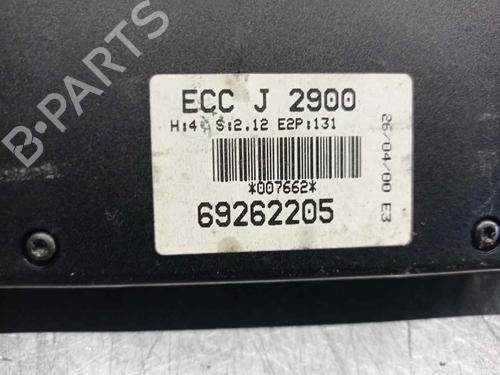 B-PARTS
ECC J 2900
H:4 S:2.12 E2P:131
*007662*
69262205
26/04/00 E3